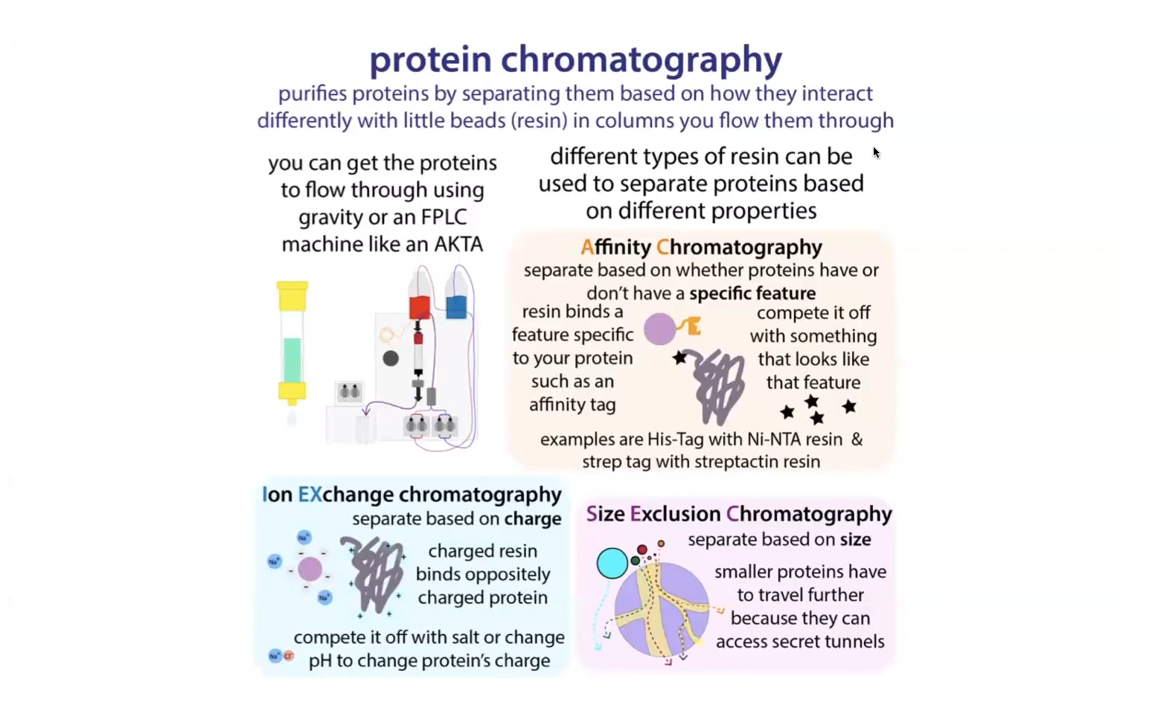 protein chromatography
purifies proteins by separating them based on how they interact
differently with little beads (resin) in columns you flow them through
you can get the proteins
to flow through using
gravity or an FPLC
machine like an AKTA
different types of resin can be
used to separate proteins based
on different properties
Affinity Chromatography
separate based on whether proteins have or
don't have a specific feature
resin binds a
feature specific
to your protein
such as an
affinity tag
compete it off
with something
that looks like
that feature
examples are His-Tag with Ni-NTA resin &
strep tag with streptactin resin
Ion EXchange chromatography
separate based on charge
Na+
Na+
Na+
charged resin
binds oppositely
charged protein
compete it off with salt or change
pH to change protein's charge
Na+ Cl-
Size Exclusion Chromatography
separate based on size
smaller proteins have
to travel further
because they can
access secret tunnels